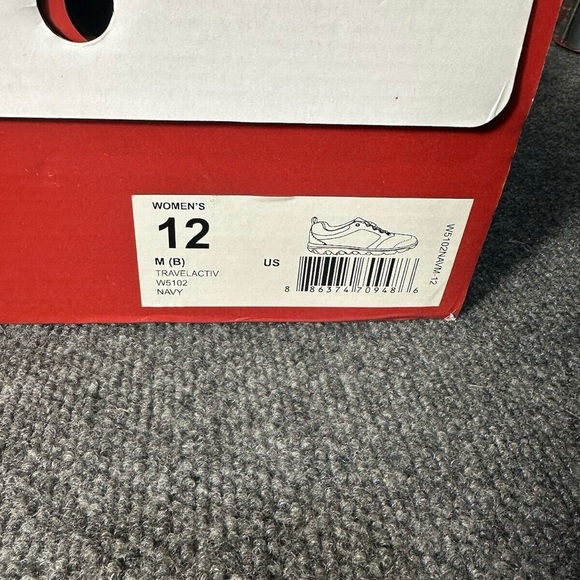 WOMEN'S
12
M (B)
US
TRAVELACTIV
W5102
NAVY
8 86374 70948 6
W5102NAVM-12